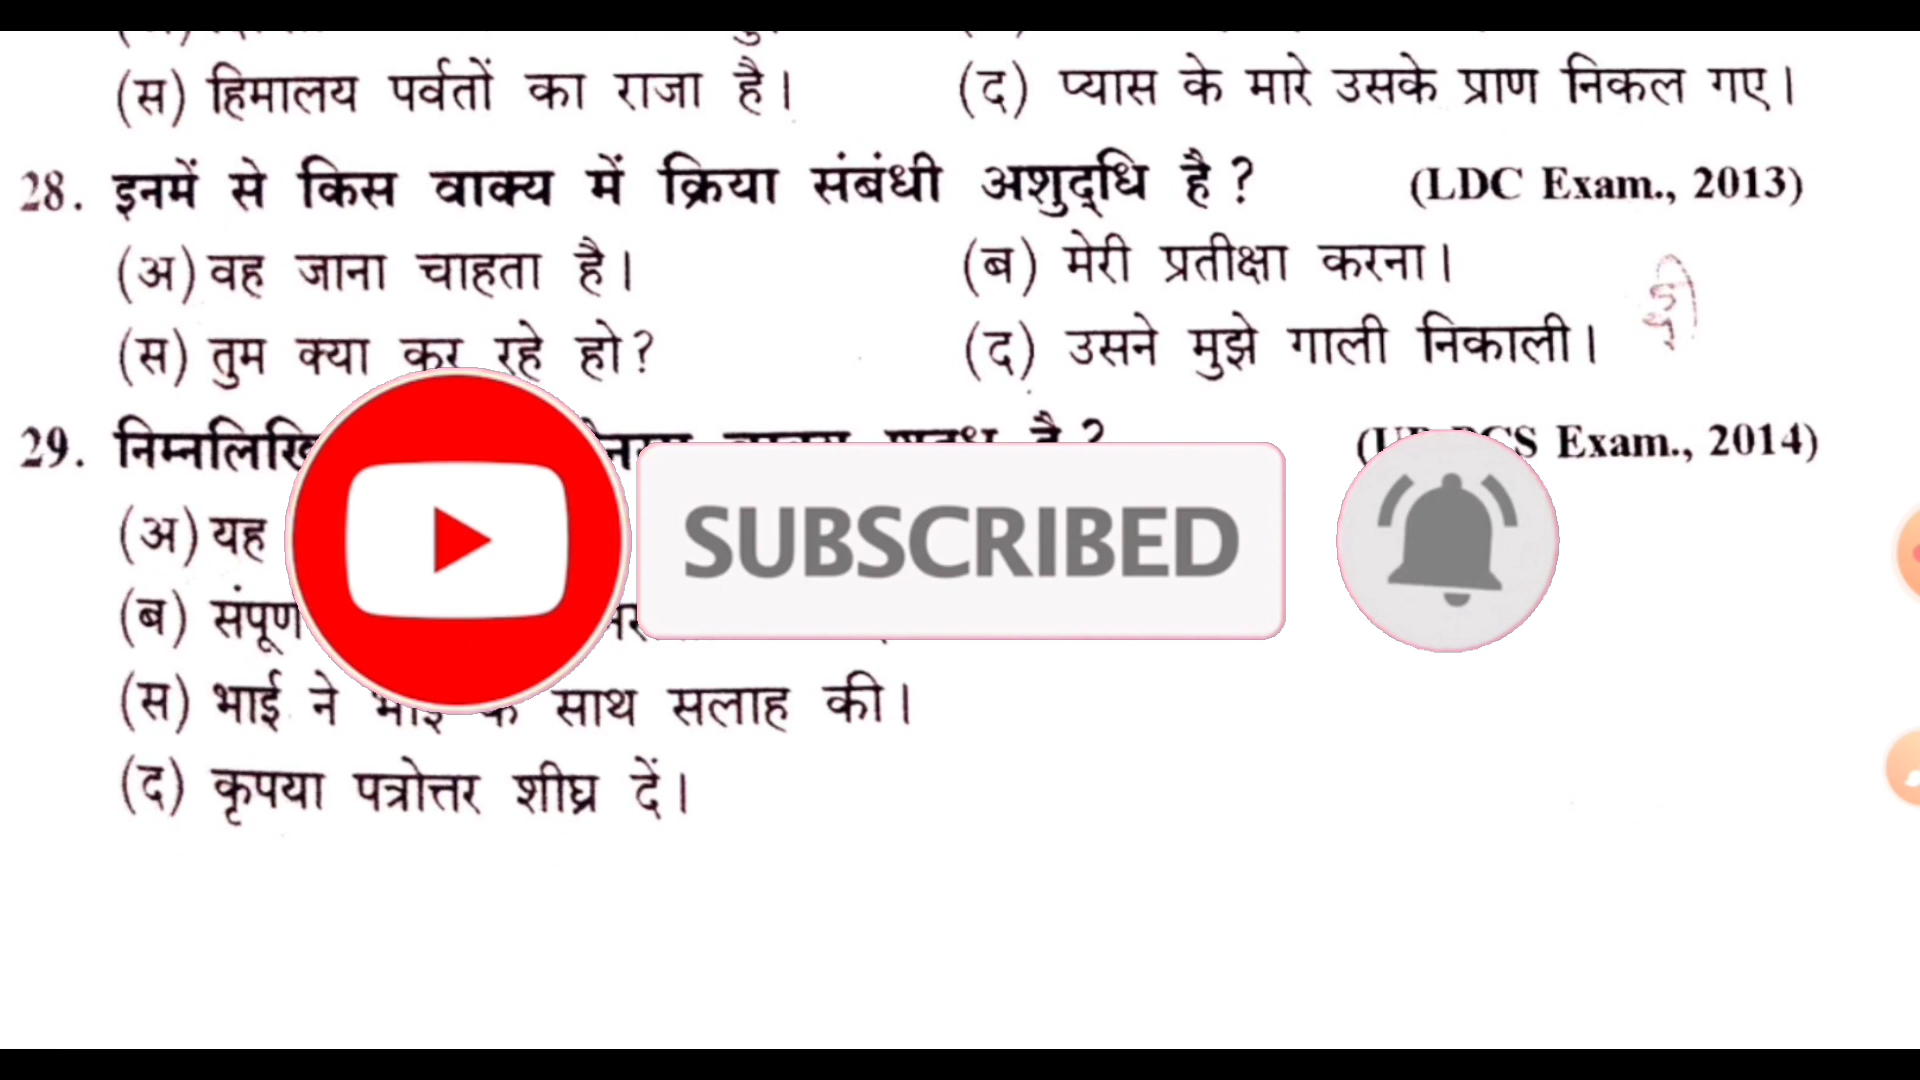 (स) हिमालय पर्वतों का राजा है। (द) प्यास के मारे उसके प्राण निकल गए।
28. इनमें से किस वाक्य में क्रिया संबंधी अशुद्धि है ? (LDC Exam., 2013)
(अ) वह जाना चाहता है। (ब) मेरी प्रतीक्षा करना।
(स) तुम क्या कर रहे हो? (द) उसने मुझे गाली निकाली।
दी
29. है ? Exam., 2014)
(अ) यह
SUBSCRIBED
(ब)
(स) भाई ने भाई के साथ सलाह की।
(द) कृपया पत्रोत्तर शीघ्र दें।